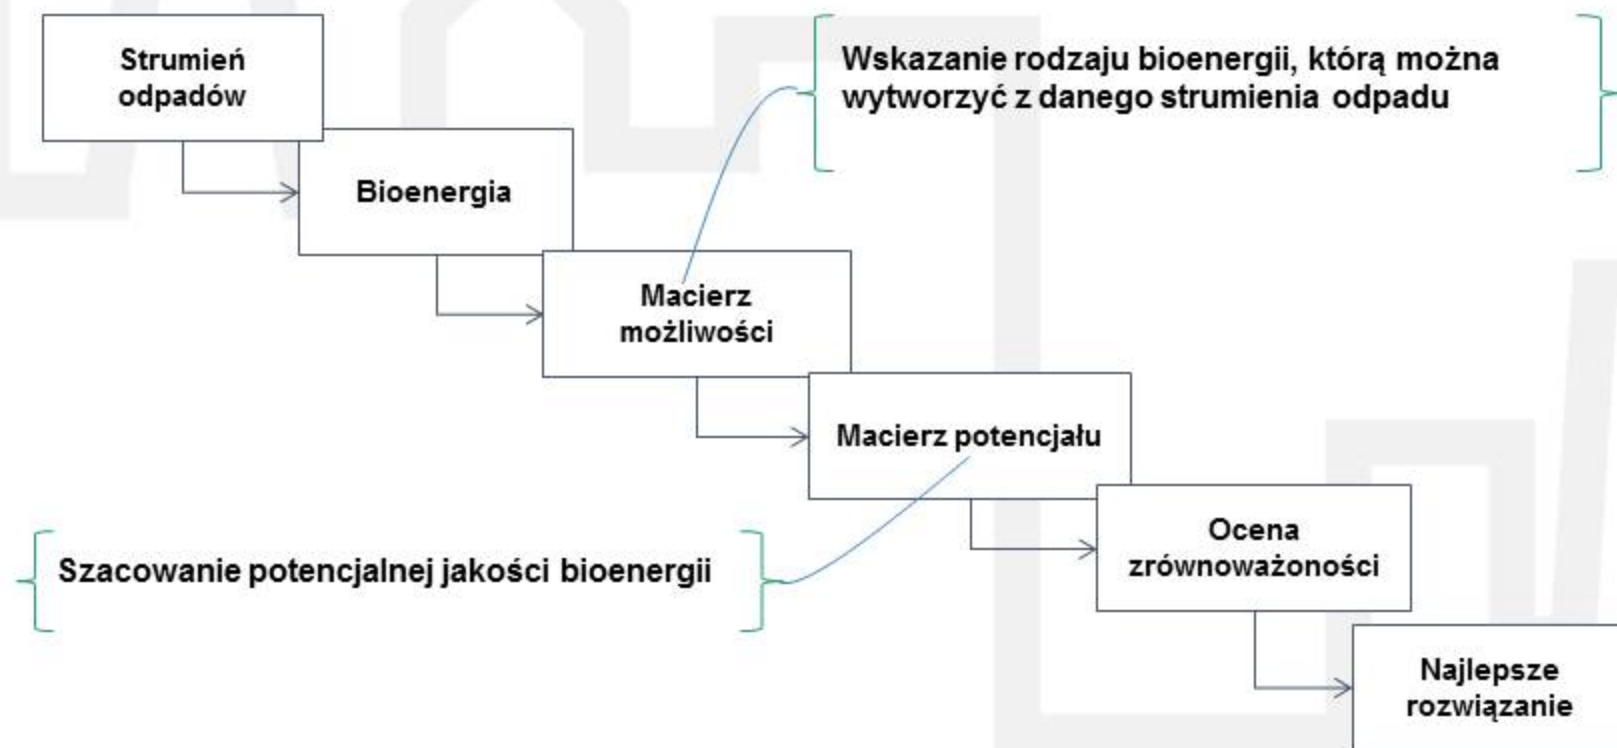 Strumień
odpadów
Wskazanie rodzaju bioenergii, którą można
wytworzyć z danego strumienia odpadu
Bioenergia
Macierz
możliwości
Macierz potencjału
Ocena
zrównoważoności
Szacowanie potencjalnej jakości bioenergii
Najlepsze
rozwiązanie